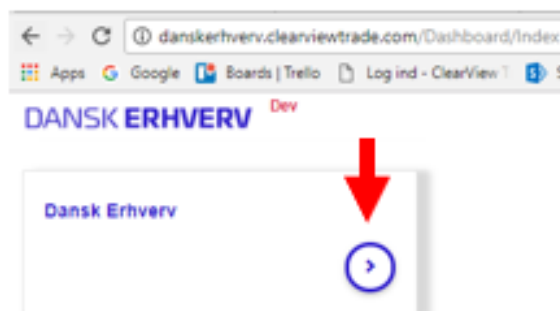 danskerhverv.clearviewtrade.com/Dashboard/Index
Apps Google Boards | Trello Log ind - ClearView T
DANSK ERHVERV Dev
Dansk Erhverv